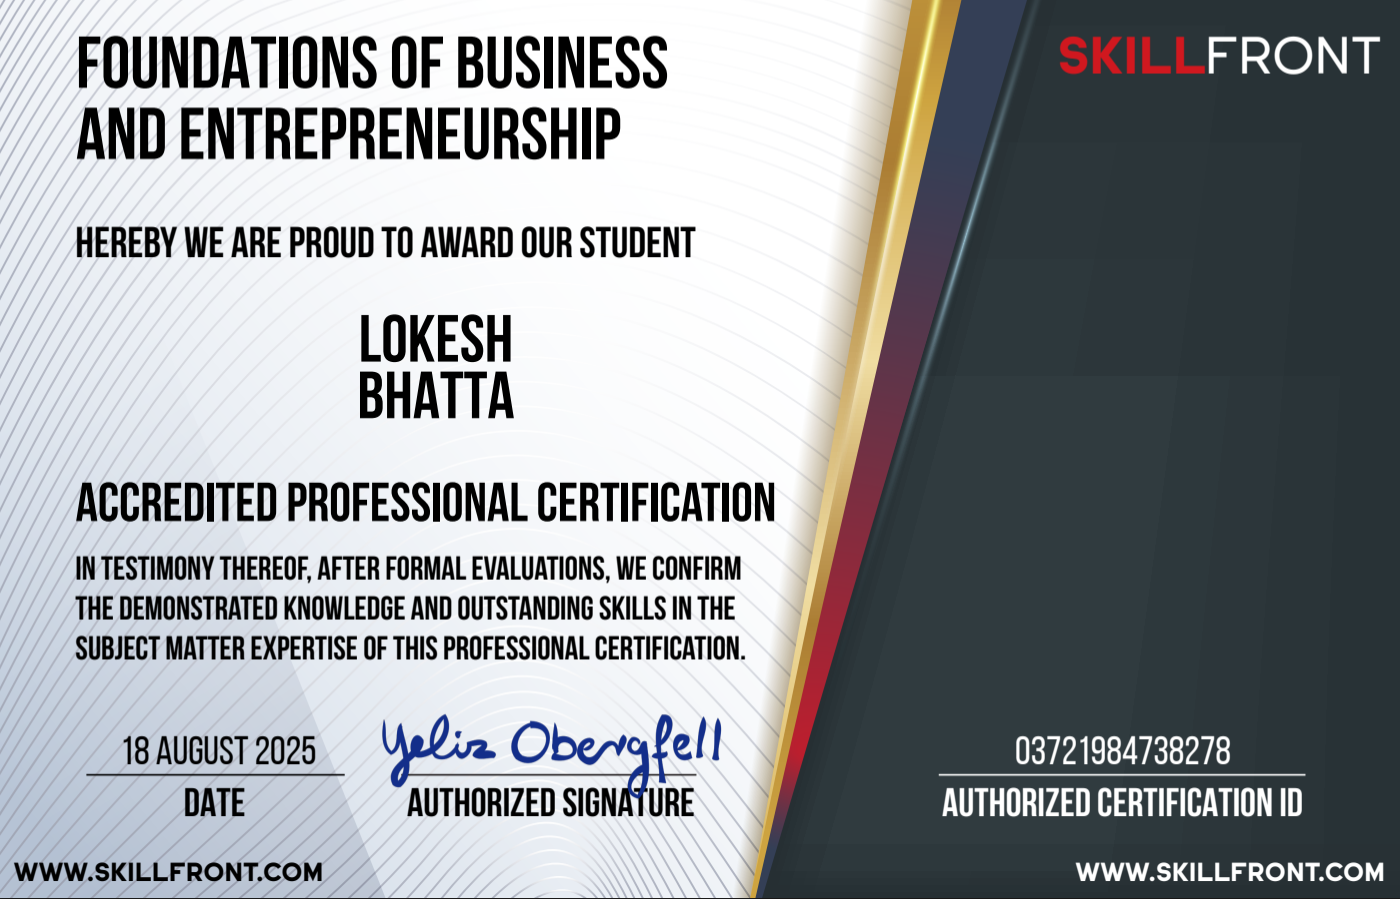 FOUNDATIONS OF BUSINESS
AND ENTREPRENEURSHIP
SKILLFRONT
HEREBY WE ARE PROUD TO AWARD OUR STUDENT
LOKESH
BHATTA
ACCREDITED PROFESSIONAL CERTIFICATION
IN TESTIMONY THEREOF, AFTER FORMAL EVALUATIONS, WE CONFIRM
THE DEMONSTRATED KNOWLEDGE AND OUTSTANDING SKILLS IN THE
SUBJECT MATTER EXPERTISE OF THIS PROFESSIONAL CERTIFICATION.
18 AUGUST 2025
DATE
Yeliz Obergfell
AUTHORIZED SIGNATURE
03721984738278
AUTHORIZED CERTIFICATION ID
WWW.SKILLFRONT.COM
WWW.SKILLFRONT.COM